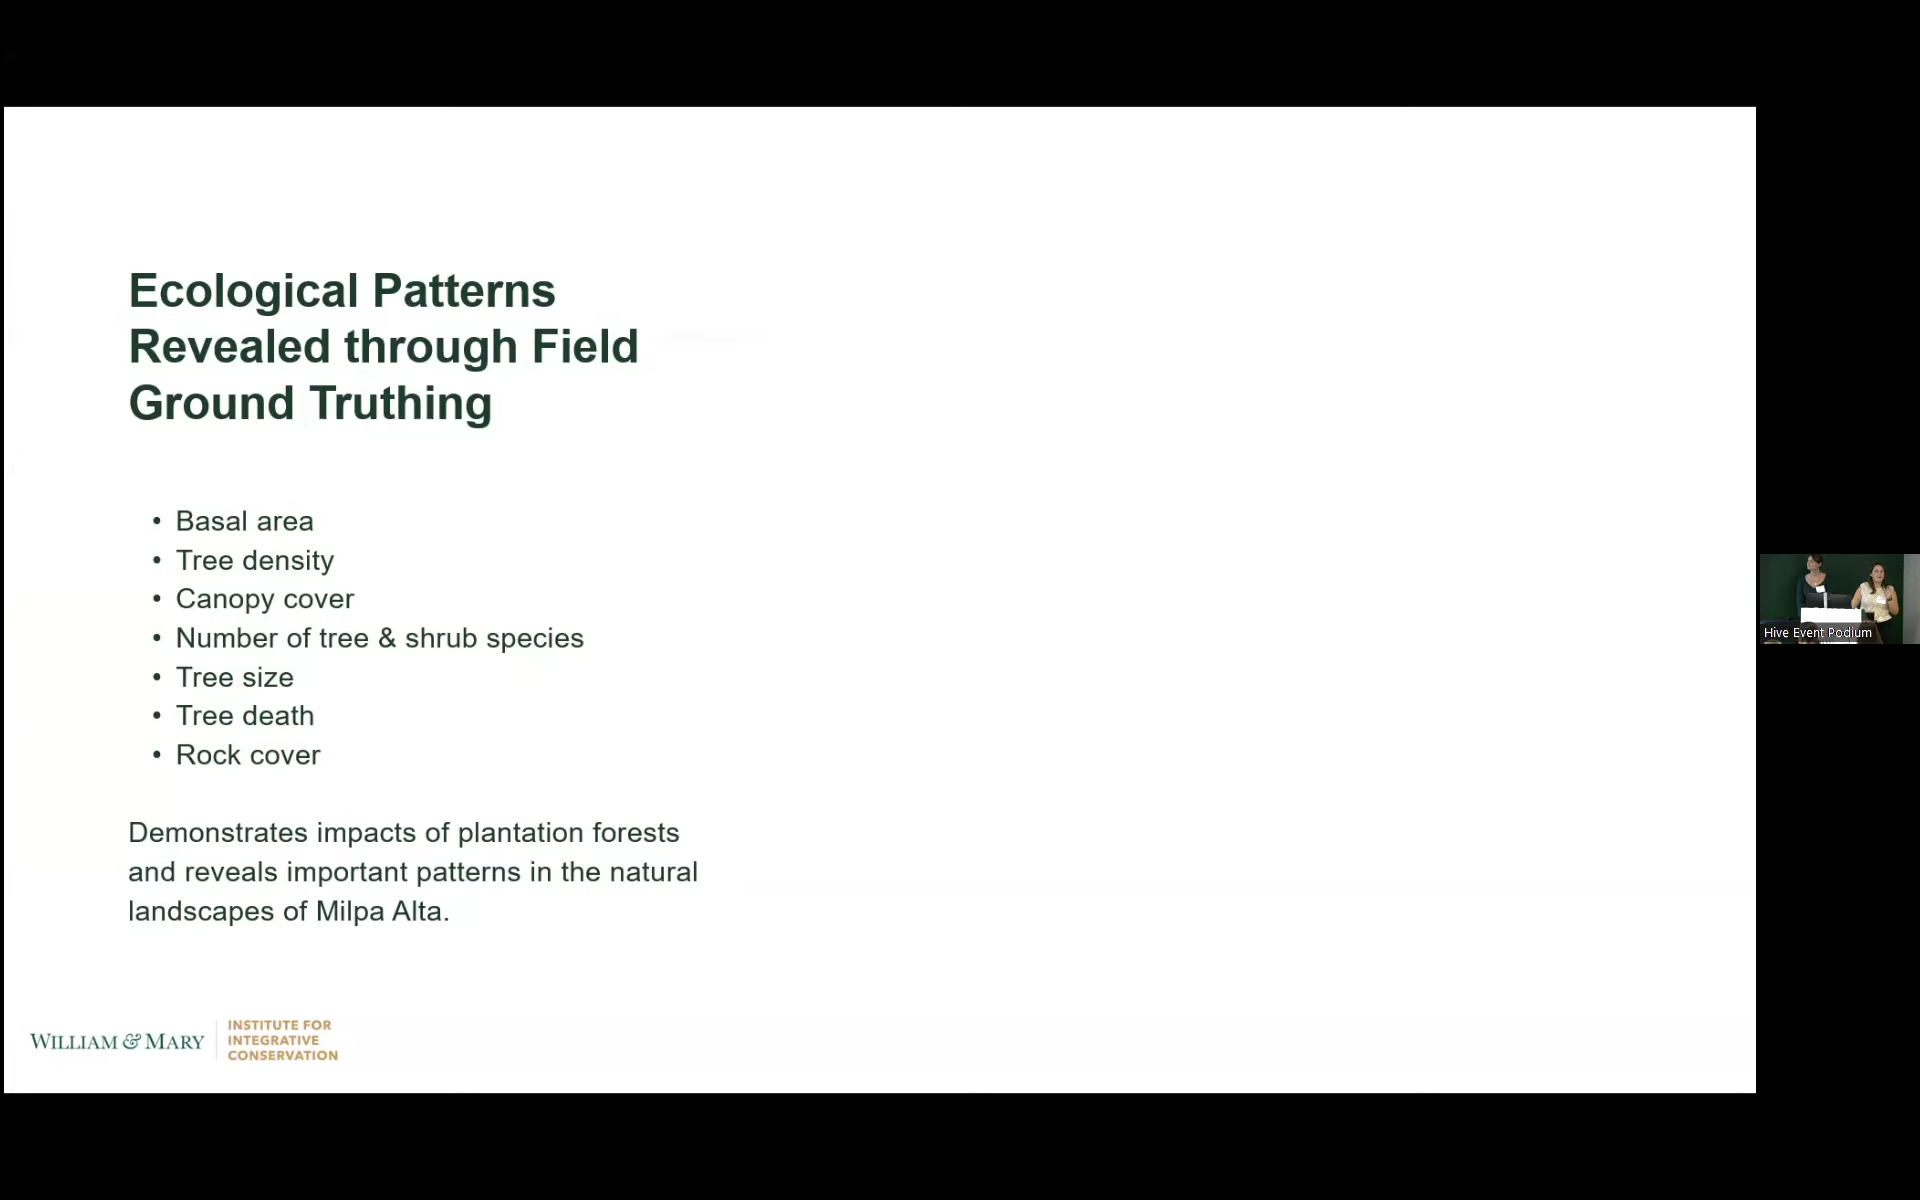 Ecological Patterns
Revealed through Field
Ground Truthing
• Basal area
• Tree density
• Canopy cover
• Number of tree & shrub species
• Tree size
• Tree death
• Rock cover
Demonstrates impacts of plantation forests
and reveals important patterns in the natural
landscapes of Milpa Alta.
WILLIAM & MARY
INSTITUTE FOR
INTEGRATIVE
CONSERVATION
Hive Event Podium